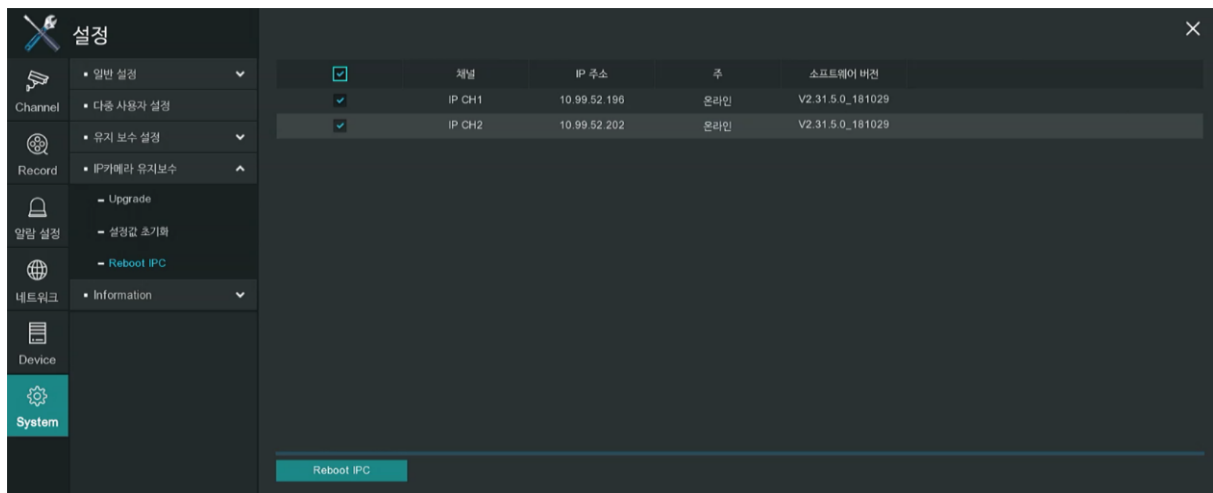 설정
Channel
Record
알람 설정
네트워크
Device
System
일반 설정
다중 사용자 설정
유지 보수 설정
IP카메라 유지보수
Upgrade
설정값 초기화
Reboot IPC
Information
채널 IP 주소 주 소프트웨어 버전
IP CH1 10.99.52.196 온라인 V2.31.5.0_181029
IP CH2 10.99.52.202 온라인 V2.31.5.0_181029
Reboot IPC